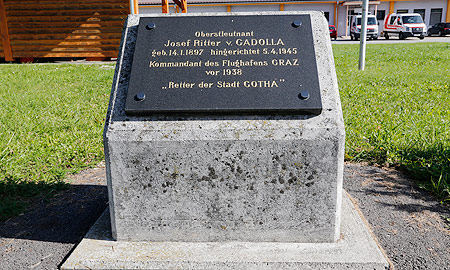 Oberstleutnant
Josef Ritter v. GADOLLA
geb. 14.1.1897 hingerichtet 5.4.1945
Kommandant des Flughafens GRAZ
vor 1938
„Retter der Stadt GOTHA"